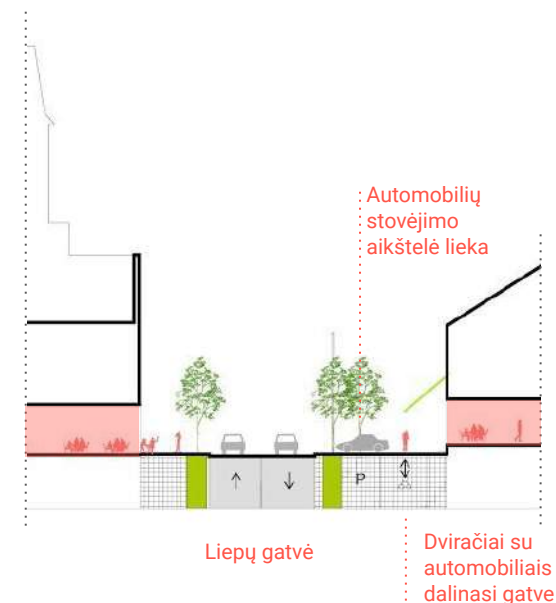 Automobilių
stovėjimo
aikštelė lieka
P
Liepų gatvė
Dviračiai su
automobiliais
dalinasi gatve